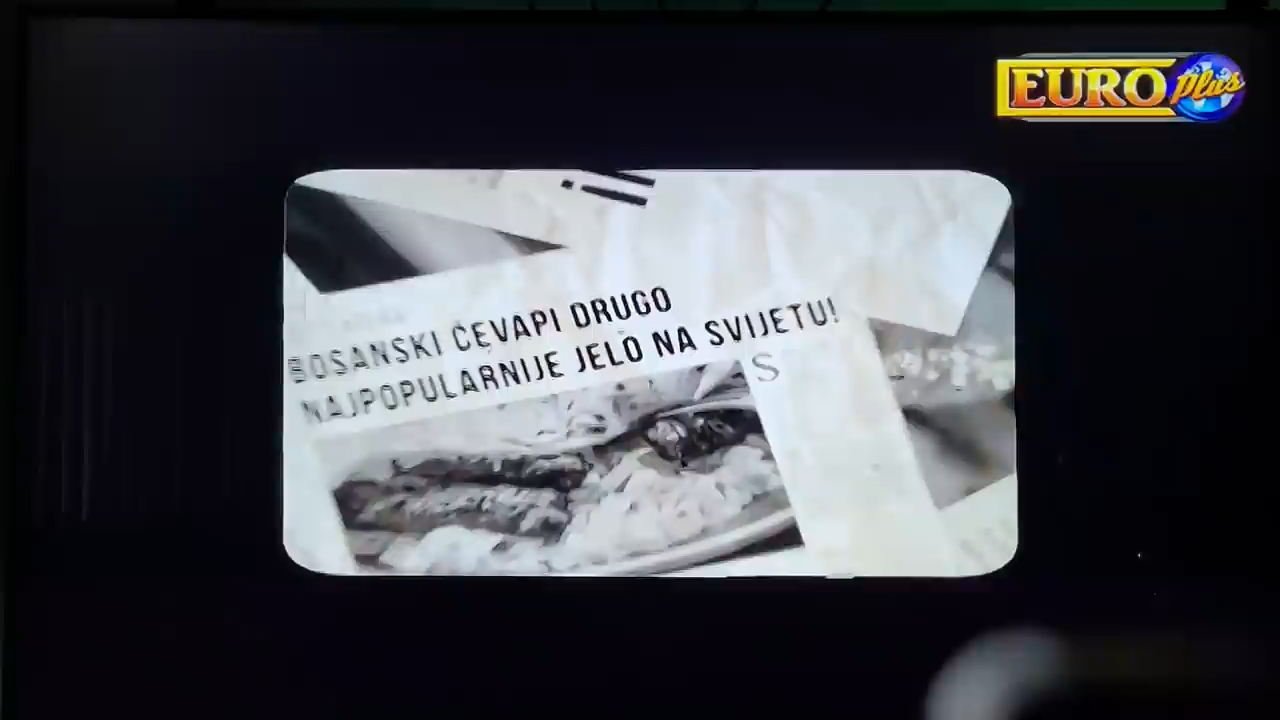 EURO plus
BOSANSKI ĆEVAPI DRUGO
NAJPOPULARNIJE JELO NA SVIJETU!
S